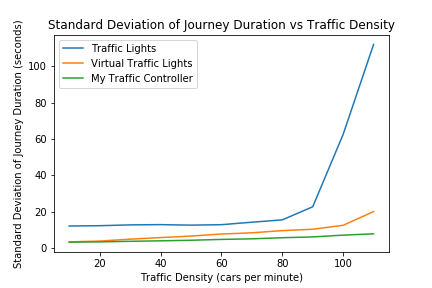 Standard Deviation of Journey Duration vs Traffic Density
Standard Deviation of Journey Duration (seconds)
Traffic Lights
Virtual Traffic Lights
My Traffic Controller
100
80
60
40
20
0
20 40 60 80 100
Traffic Density (cars per minute)